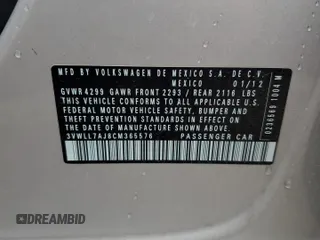 MFD BY VOLKSWAGEN DE MEXICO S.A. DE C.V.
MEXICO 01/12
GVWR 4299 GAWR FRONT 2293 / REAR 2116 LBS
THIS VEHICLE CONFORMS TO ALL APPLICABLE U.S.
FEDERAL MOTOR VEHICLE SAFETY, BUMPER AND
THEFT PREVENTION STANDARDS IN EFFECT ON THE
DATE OF MANUFACTURE SHOWN ABOVE.
3VWLL7AJ8CM365576 PASSENGER CAR
0236569 1004 M
DREAMBID